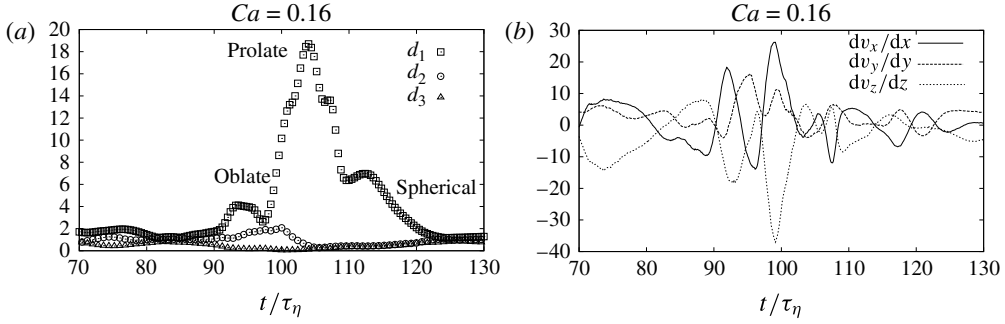 (a)
Ca = 0.16
20
18
16
14
12
10
8
6
4
2
0
Prolate
Oblate
Spherical
d1
d2
d3
70 80 90 100 110 120 130
t/τη
(b)
Ca = 0.16
30
20
10
0
−10
−20
−30
−40
dvx/dx
dvy/dy
dvz/dz
70 80 90 100 110 120 130
t/τη